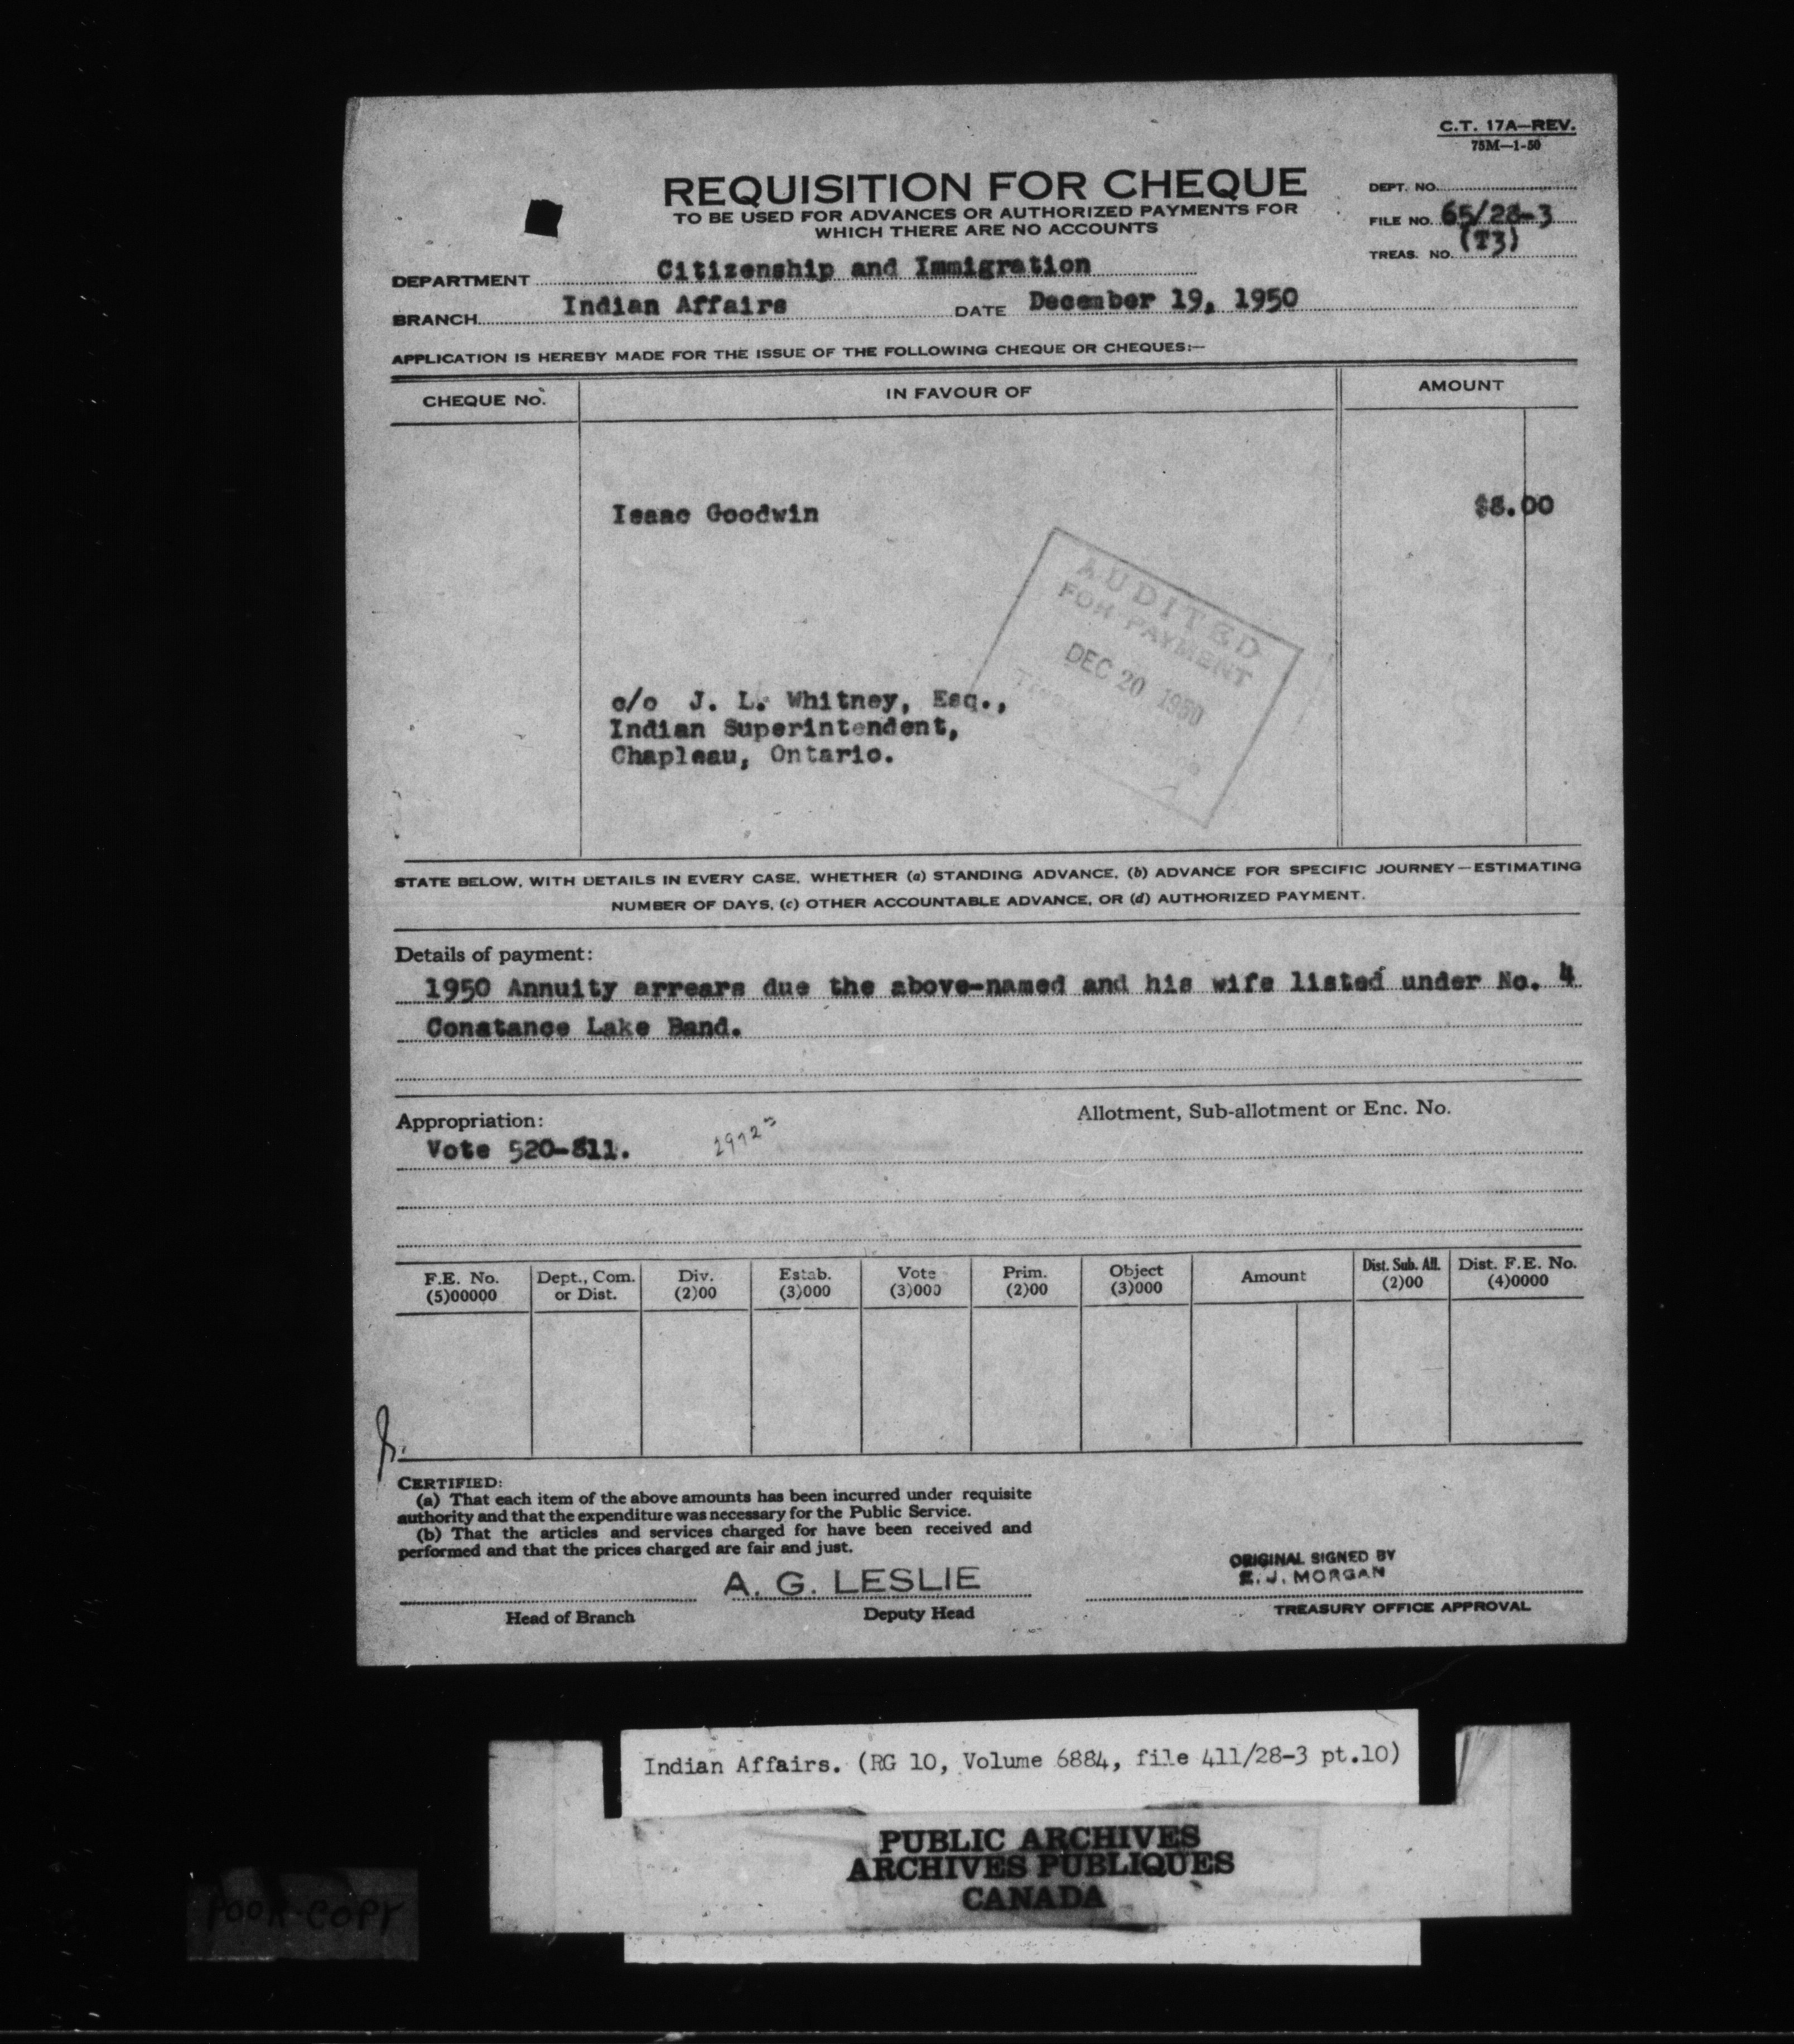 C.T. 17A—REV.
75M—1-50
REQUISITION FOR CHEQUE
TO BE USED FOR ADVANCES OR AUTHORIZED PAYMENTS FOR
WHICH THERE ARE NO ACCOUNTS
DEPT. NO.
FILE NO. 65/28-3
TREAS. NO. (T3)
DEPARTMENT Citizenship and Immigration
BRANCH Indian Affairs DATE December 19, 1950
APPLICATION IS HEREBY MADE FOR THE ISSUE OF THE FOLLOWING CHEQUE OR CHEQUES:—
CHEQUE No. IN FAVOUR OF AMOUNT
Isaac Goodwin $8.00
AUDITED
FOR PAYMENT
DEC 20 1950
c/o J. L. Whitney, Esq.,
Indian Superintendent,
Chapleau, Ontario.
STATE BELOW, WITH DETAILS IN EVERY CASE, WHETHER (a) STANDING ADVANCE, (b) ADVANCE FOR SPECIFIC JOURNEY—ESTIMATING
NUMBER OF DAYS, (c) OTHER ACCOUNTABLE ADVANCE, OR (d) AUTHORIZED PAYMENT.
Details of payment:
1950 Annuity arrears due the above-named and his wife listed under No. 4
Constance Lake Band.
Appropriation: Allotment, Sub-allotment or Enc. No.
Vote 520-811.
F.E. No. Dept., Com. Div. Estab. Vote Prim. Object Amount Dist. Sub. All. Dist. F.E. No.
(5)00000 or Dist. (2)00 (3)000 (3)000 (2)00 (3)000 (2)00 (4)0000
CERTIFIED:
(a) That each item of the above amounts has been incurred under requisite
authority and that the expenditure was necessary for the Public Service.
(b) That the articles and services charged for have been received and
performed and that the prices charged are fair and just.
ORIGINAL SIGNED BY
E. J. MORGAN
A. G. LESLIE
Head of Branch Deputy Head TREASURY OFFICE APPROVAL
Indian Affairs. (RG 10, Volume 6884, file 411/28-3 pt.10)
PUBLIC ARCHIVES
ARCHIVES PUBLIQUES
CANADA
POOR COPY